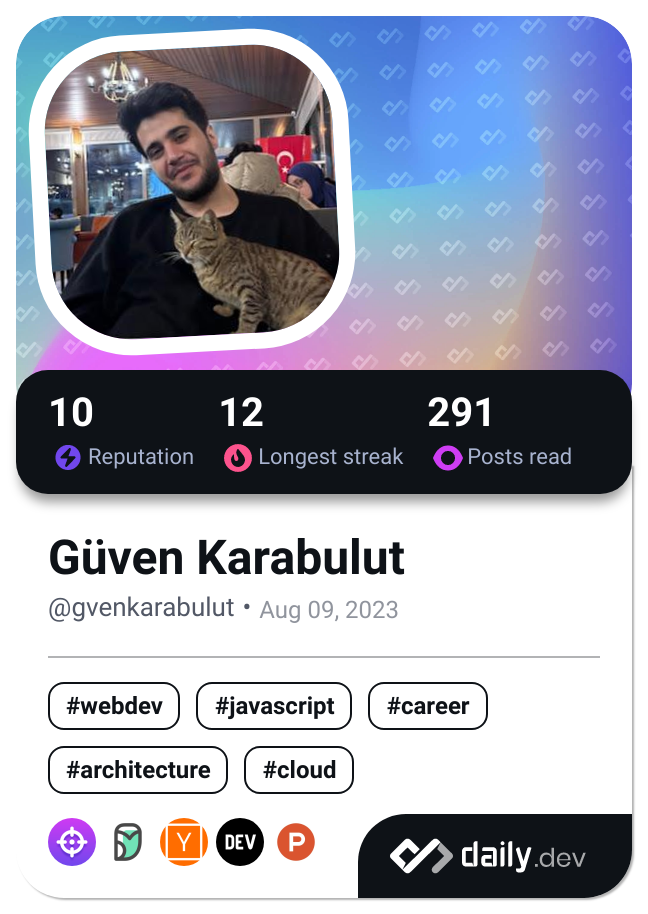 10 12 291
Reputation Longest streak Posts read
Güven Karabulut
@gvenkarabulut • Aug 09, 2023
#webdev #javascript #career
#architecture #cloud
Y DEV P
daily.dev